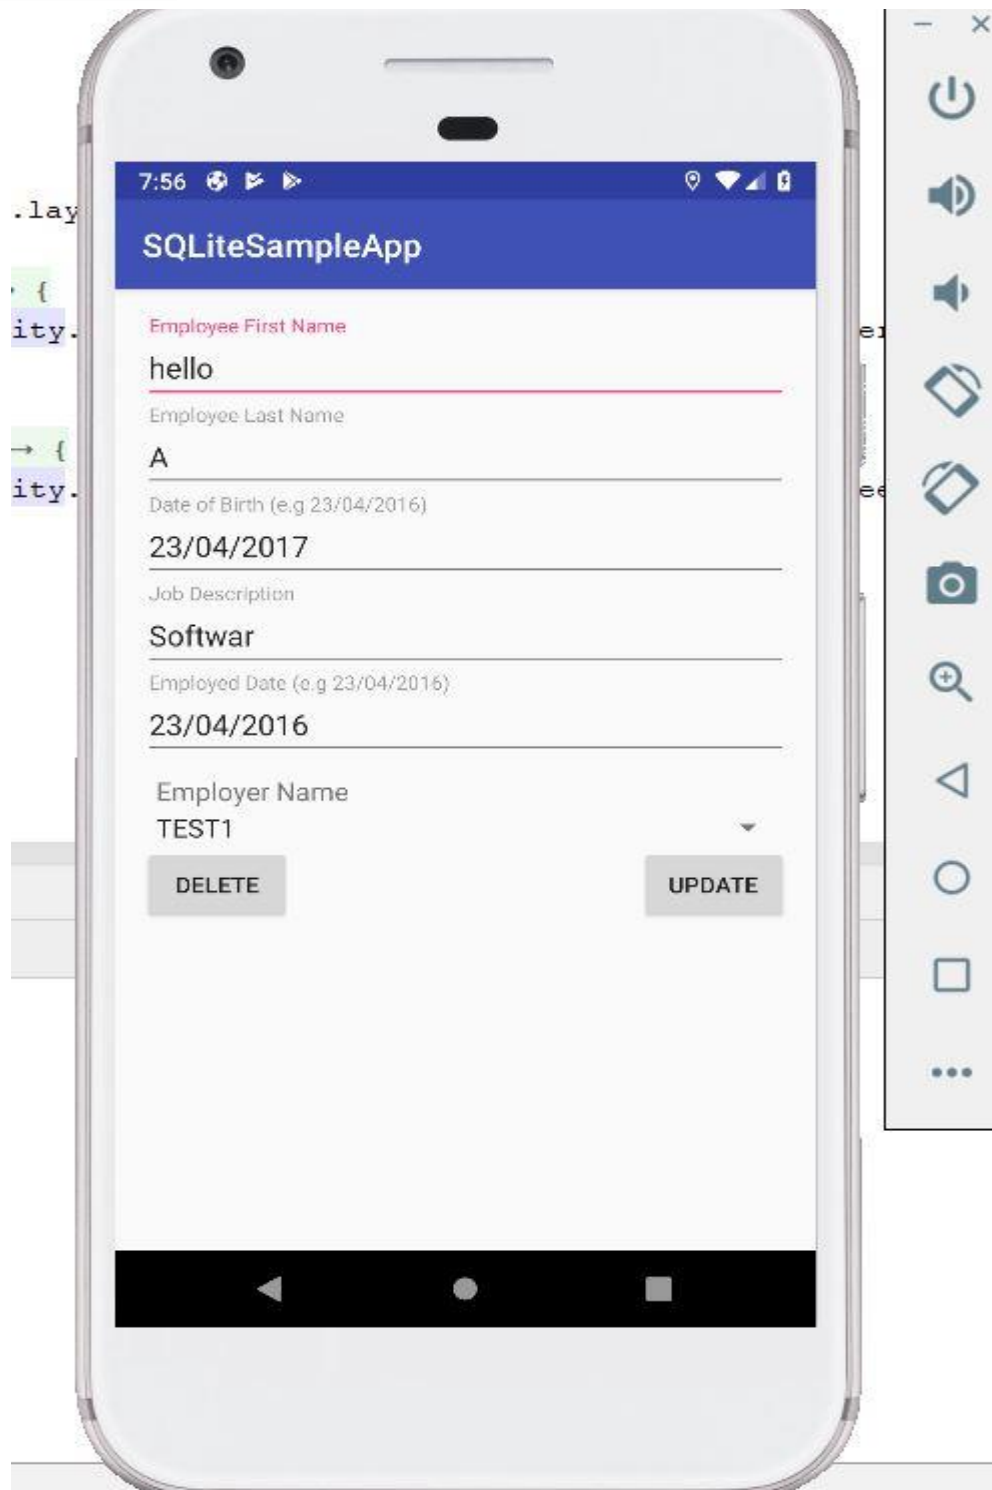 7:56
SQLiteSampleApp
.lay
{
ity.
Employee First Name
hello
Employee Last Name
→ {
A
ity.
Date of Birth (e.g 23/04/2016)
23/04/2017
Job Description
Softwar
Employed Date (e.g 23/04/2016)
23/04/2016
Employer Name
TEST1
DELETE UPDATE